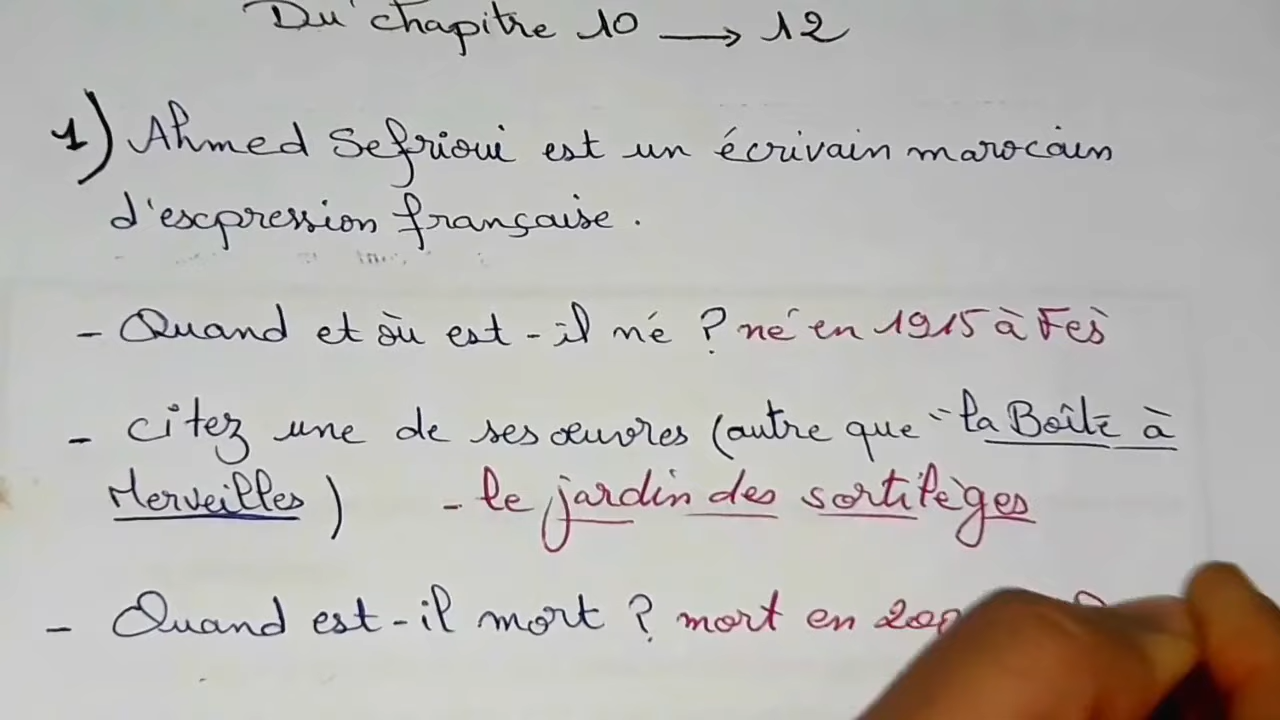 Du chapitre 10 → 12
1) Ahmed Sefrioui est un écrivain marocain
d'expression française.
- Quand et où est-il né ? né en 1915 à Fès
- Citez une de ses œuvres (autre que "la Boîte à
Merveilles) - le jardin des sortilèges
- Quand est-il mort ? mort en